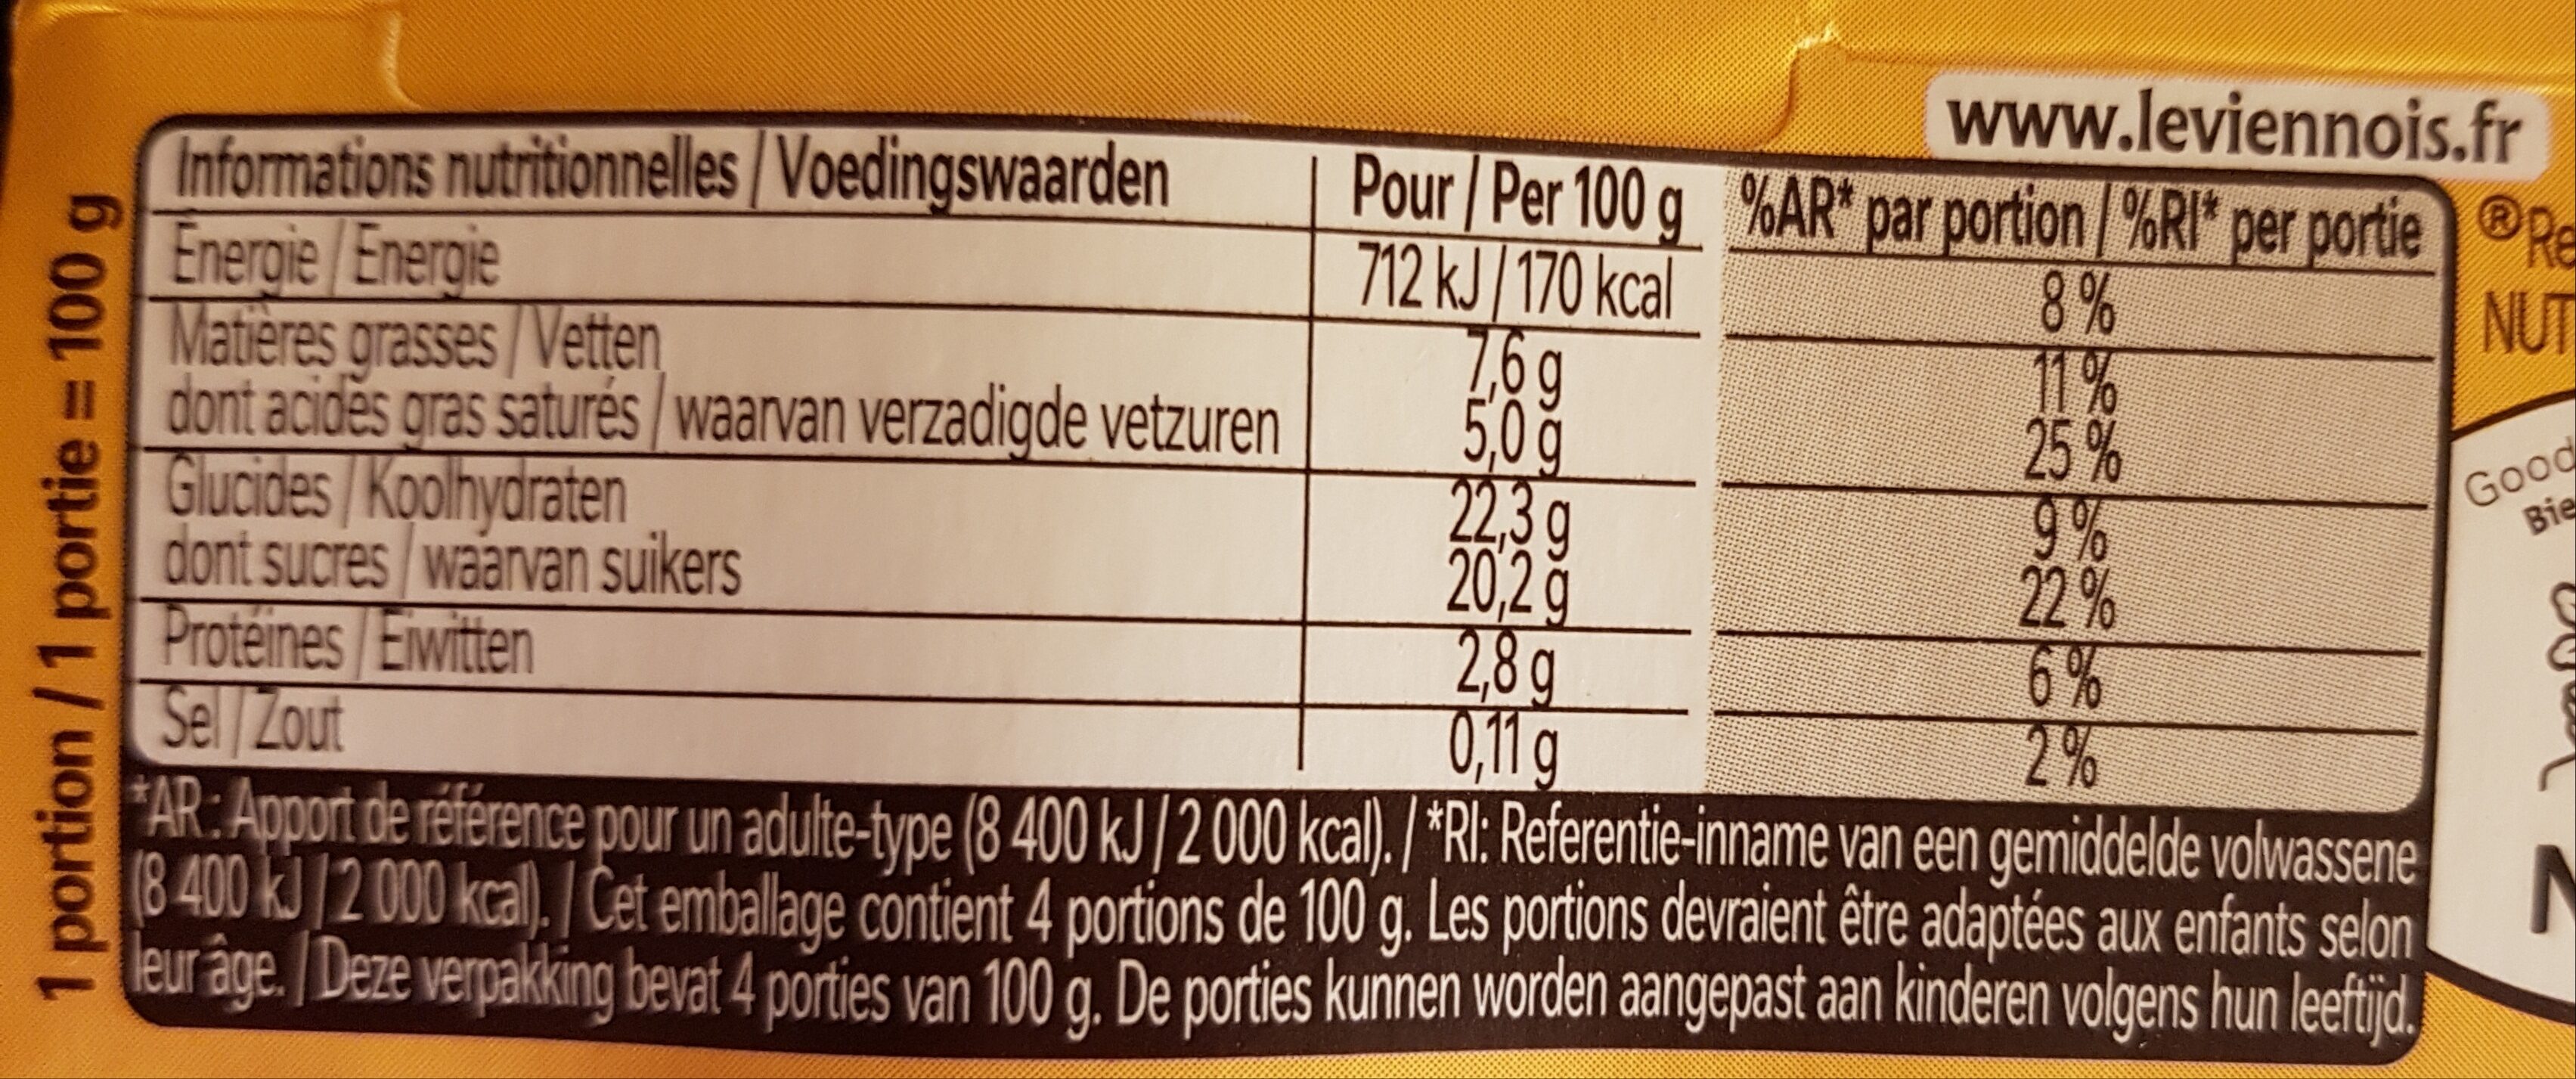 www.leviennois.fr
Informations nutritionnelles / Voedingswaarden Pour / Per 100 g %AR* par portion / %RI* per portie
Énergie / Energie 712 kJ / 170 kcal 8 %
Matières grasses / Vetten 7,6 g 11 %
dont acides gras saturés / waarvan verzadigde vetzuren 5,0 g 25 %
Glucides / Koolhydraten 22,3 g 9 %
dont sucres / waarvan suikers 20,2 g 22 %
Protéines / Eiwitten 2,8 g 6 %
Sel / Zout 0,11 g 2 %
*AR : Apport de référence pour un adulte-type (8 400 kJ / 2 000 kcal). / *RI: Referentie-inname van een gemiddelde volwassene
(8 400 kJ / 2 000 kcal). / Cet emballage contient 4 portions de 100 g. Les portions devraient être adaptées aux enfants selon
leur âge. / Deze verpakking bevat 4 porties van 100 g. De porties kunnen worden aangepast aan kinderen volgens hun leeftijd.
1 portion / 1 portie = 100 g
®Re
NUT
Good
Bie
N